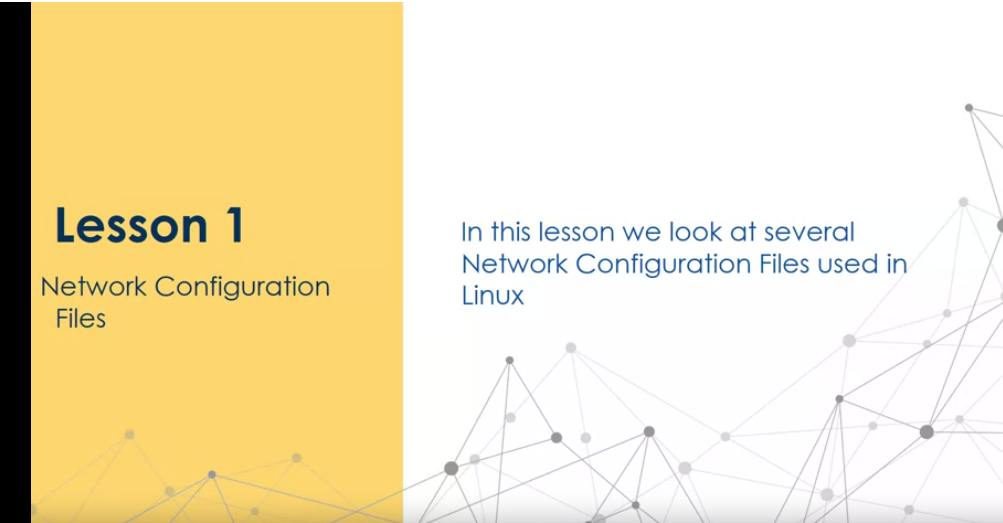 Lesson 1
Network Configuration
Files
In this lesson we look at several
Network Configuration Files used in
Linux